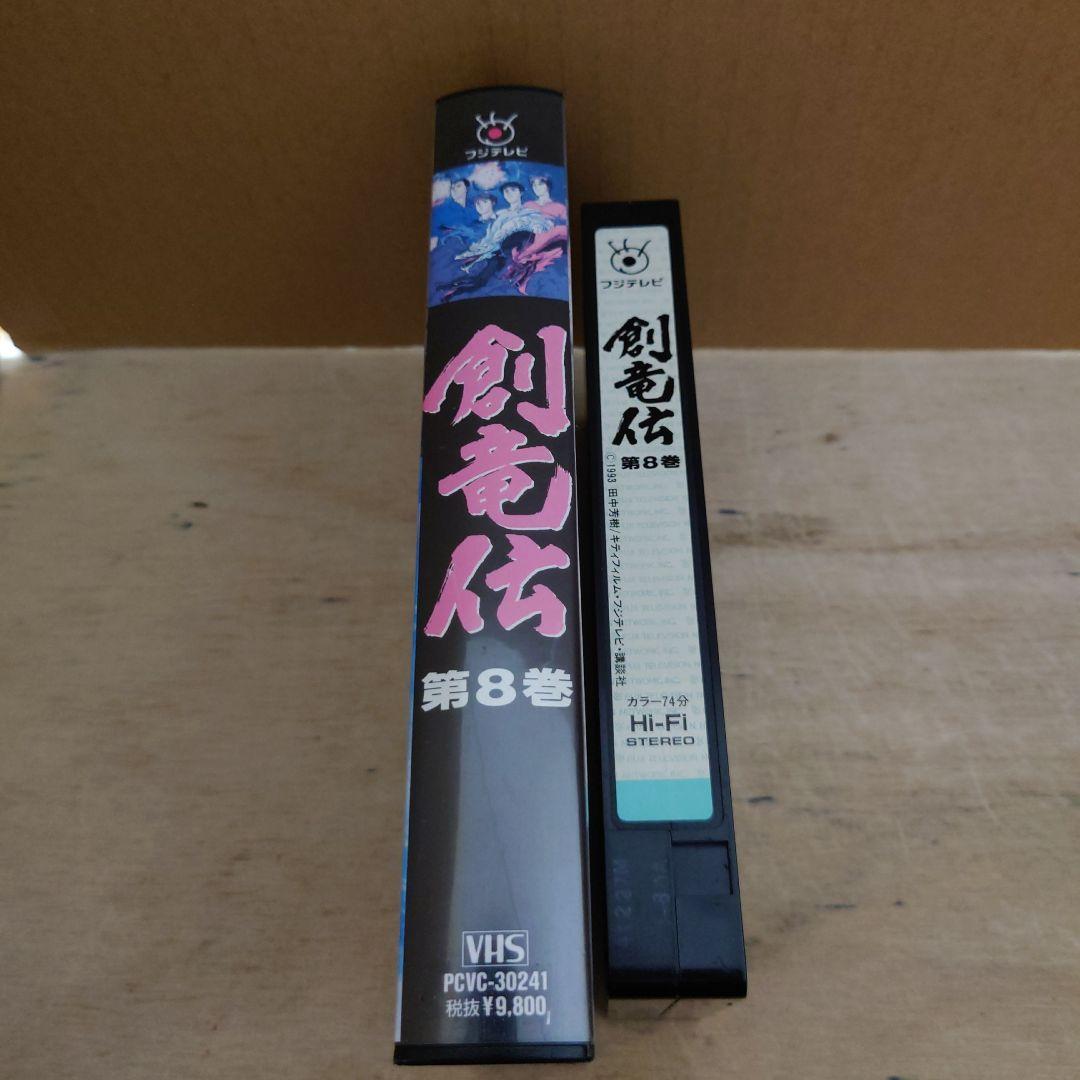 フジテレビ
創竜伝
第8巻
VHS
PCVC-30241
税抜¥9,800
フジテレビ
創竜伝
第8巻
©1993 田中芳樹/キティフィルム・フジテレビ・講談社
カラー74分
Hi-Fi
STEREO